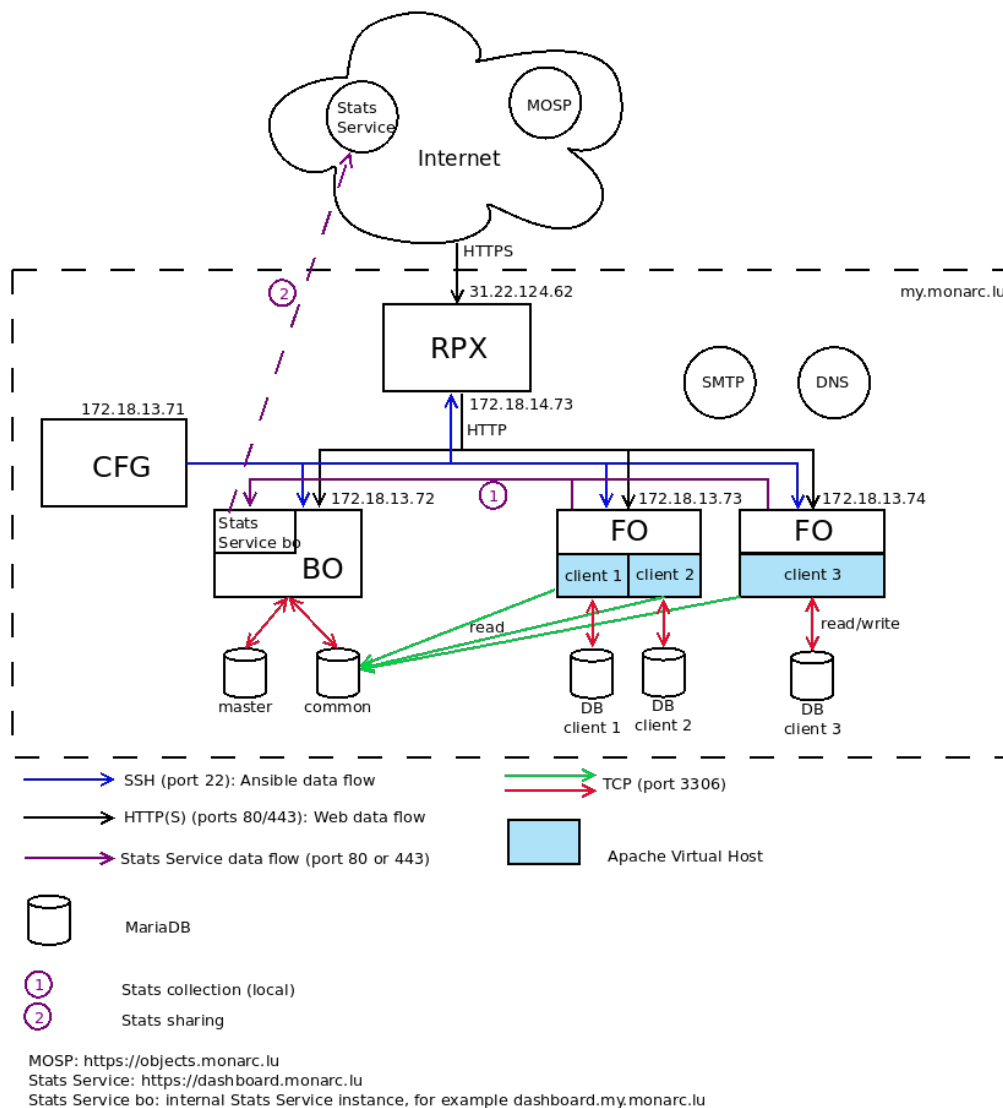 Stats
Service
MOSP
Internet
HTTPS
2
31.22.124.62
my.monarc.lu
RPX
SMTP
DNS
172.18.13.71
172.18.14.73
HTTP
CFG
1
172.18.13.72
172.18.13.73
172.18.13.74
Stats
Service bo
BO
FO
FO
client 1
client 2
client 3
read
read/write
master
common
DB
client 1
DB
client 2
DB
client 3
SSH (port 22): Ansible data flow
TCP (port 3306)
HTTP(S) (ports 80/443): Web data flow
Stats Service data flow (port 80 or 443)
Apache Virtual Host
MariaDB
1
Stats collection (local)
2
Stats sharing
MOSP: https://objects.monarc.lu
Stats Service: https://dashboard.monarc.lu
Stats Service bo: internal Stats Service instance, for example dashboard.my.monarc.lu